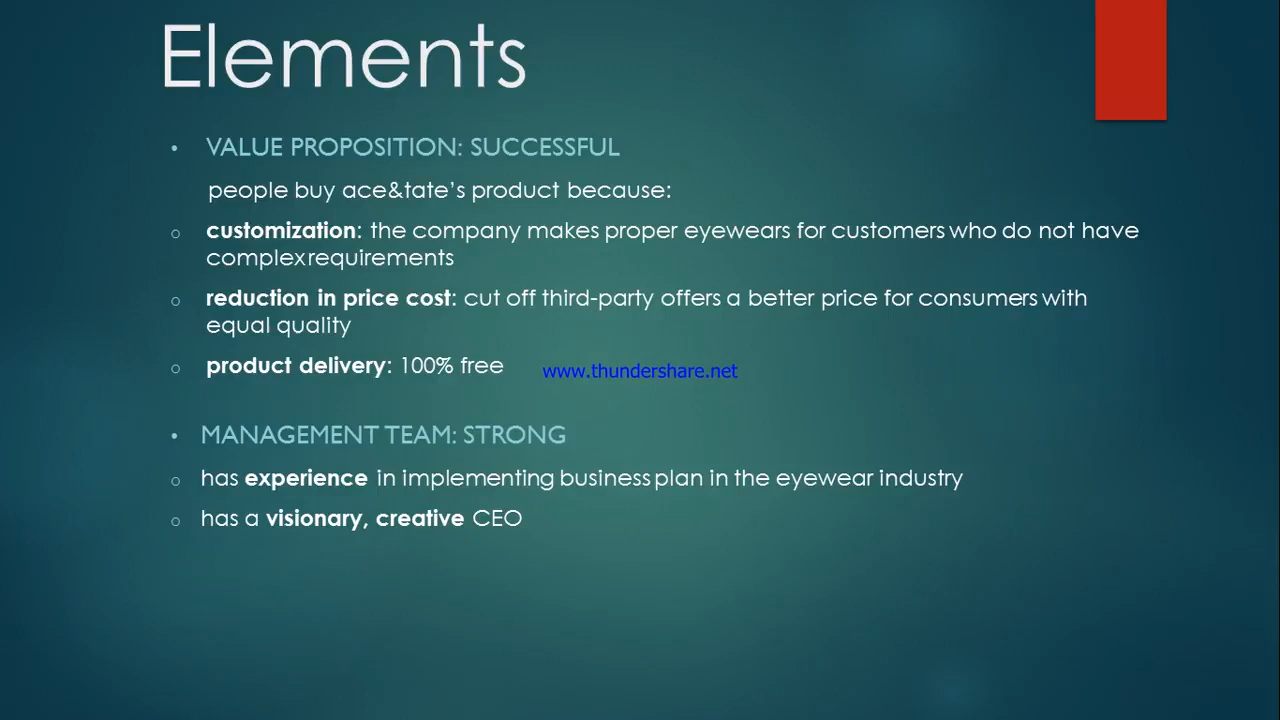 Elements
• VALUE PROPOSITION: SUCCESSFUL
people buy ace&tate’s product because:
o customization: the company makes proper eyewears for customers who do not have
complex requirements
o reduction in price cost: cut off third-party offers a better price for consumers with
equal quality
o product delivery: 100% free
www.thundershare.net
• MANAGEMENT TEAM: STRONG
o has experience in implementing business plan in the eyewear industry
o has a visionary, creative CEO